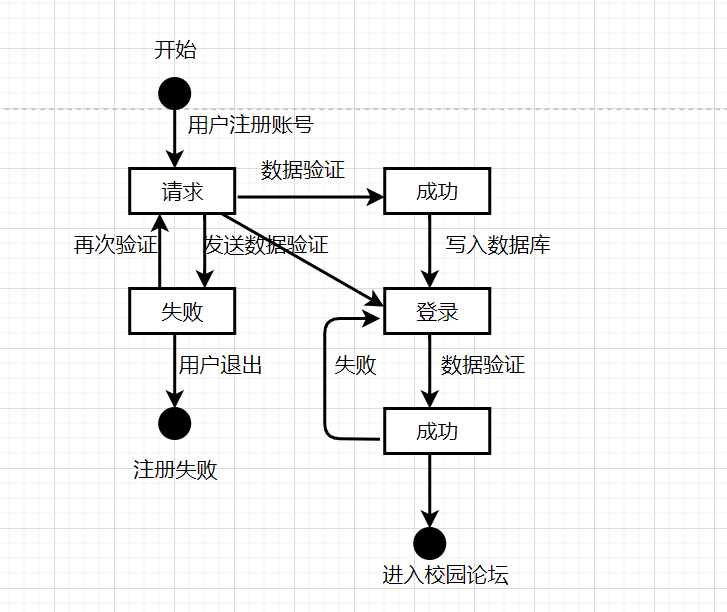 开始
用户注册账号
数据验证
请求
成功
再次验证
发送数据验证
写入数据库
失败
登录
用户退出
失败
数据验证
成功
注册失败
进入校园论坛